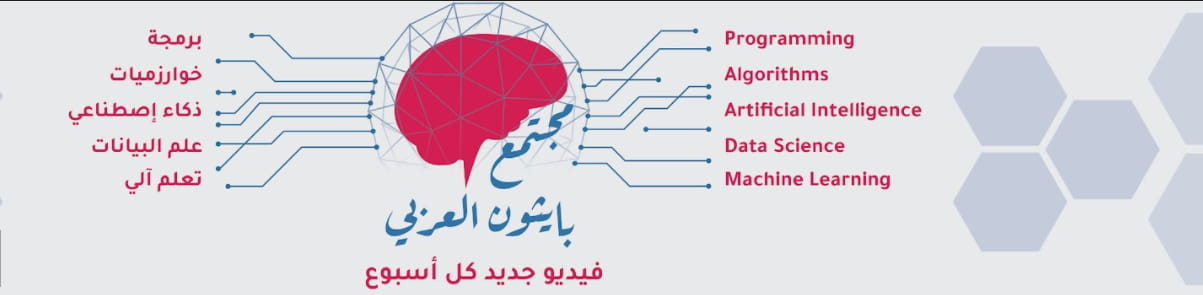 برمجة
خوارزميات
ذكاء إصطناعي
علم البيانات
تعلم آلي
Programming
Algorithms
Artificial Intelligence
Data Science
Machine Learning
مجتمع
بايثون العربي
فيديو جديد كل أسبوع